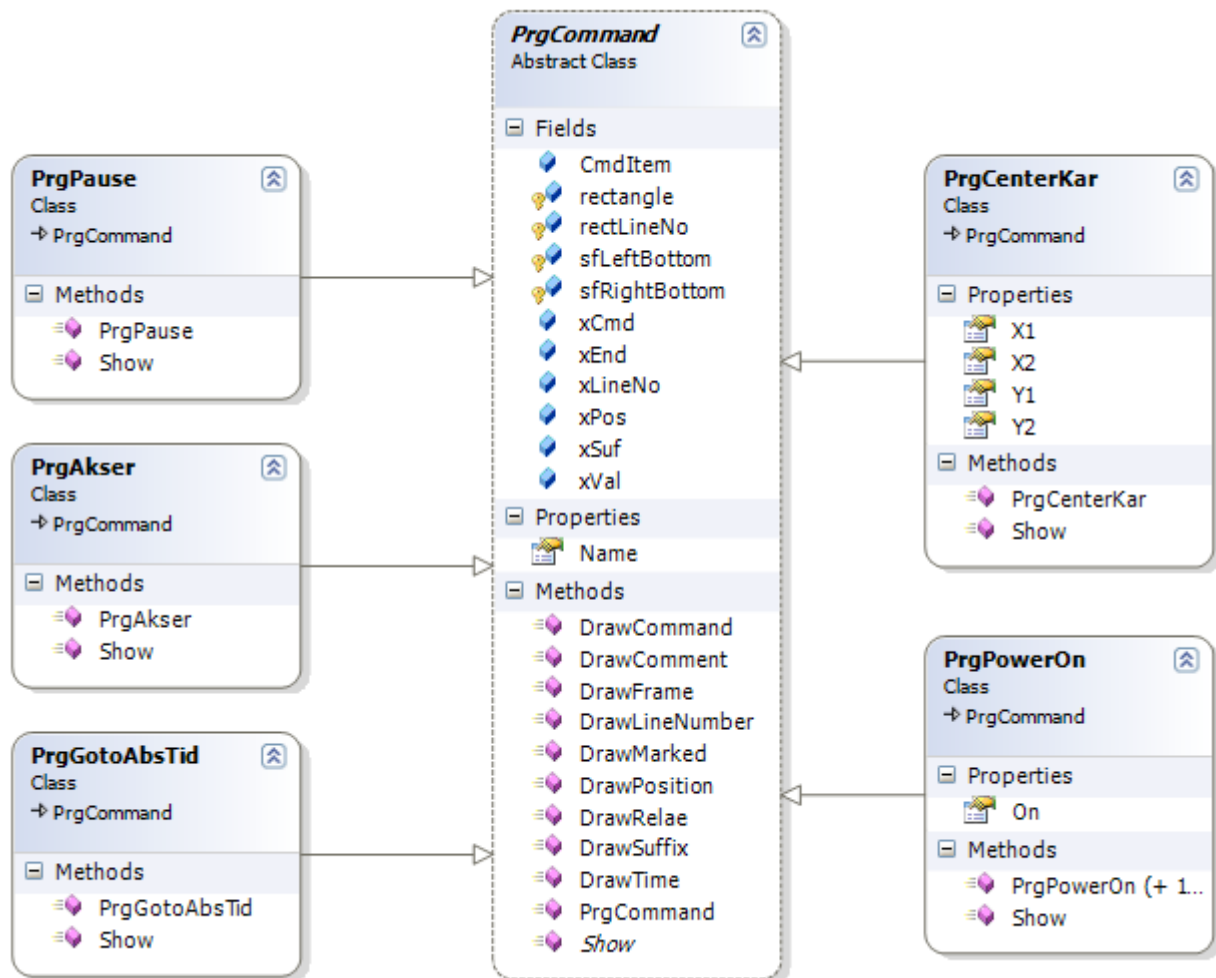 PrgCommand
Abstract Class
Fields
CmdItem
rectangle
rectLineNo
sfLeftBottom
sfRightBottom
xCmd
xEnd
xLineNo
xPos
xSuf
xVal
Properties
Name
Methods
DrawCommand
DrawComment
DrawFrame
DrawLineNumber
DrawMarked
DrawPosition
DrawRelae
DrawSuffix
DrawTime
PrgCommand
Show
PrgPause
Class
PrgCommand
Methods
PrgPause
Show
PrgAkser
Class
PrgCommand
Methods
PrgAkser
Show
PrgGotoAbsTid
Class
PrgCommand
Methods
PrgGotoAbsTid
Show
PrgCenterKar
Class
PrgCommand
Properties
X1
X2
Y1
Y2
Methods
PrgCenterKar
Show
PrgPowerOn
Class
PrgCommand
Properties
On
Methods
PrgPowerOn (+ 1...
Show